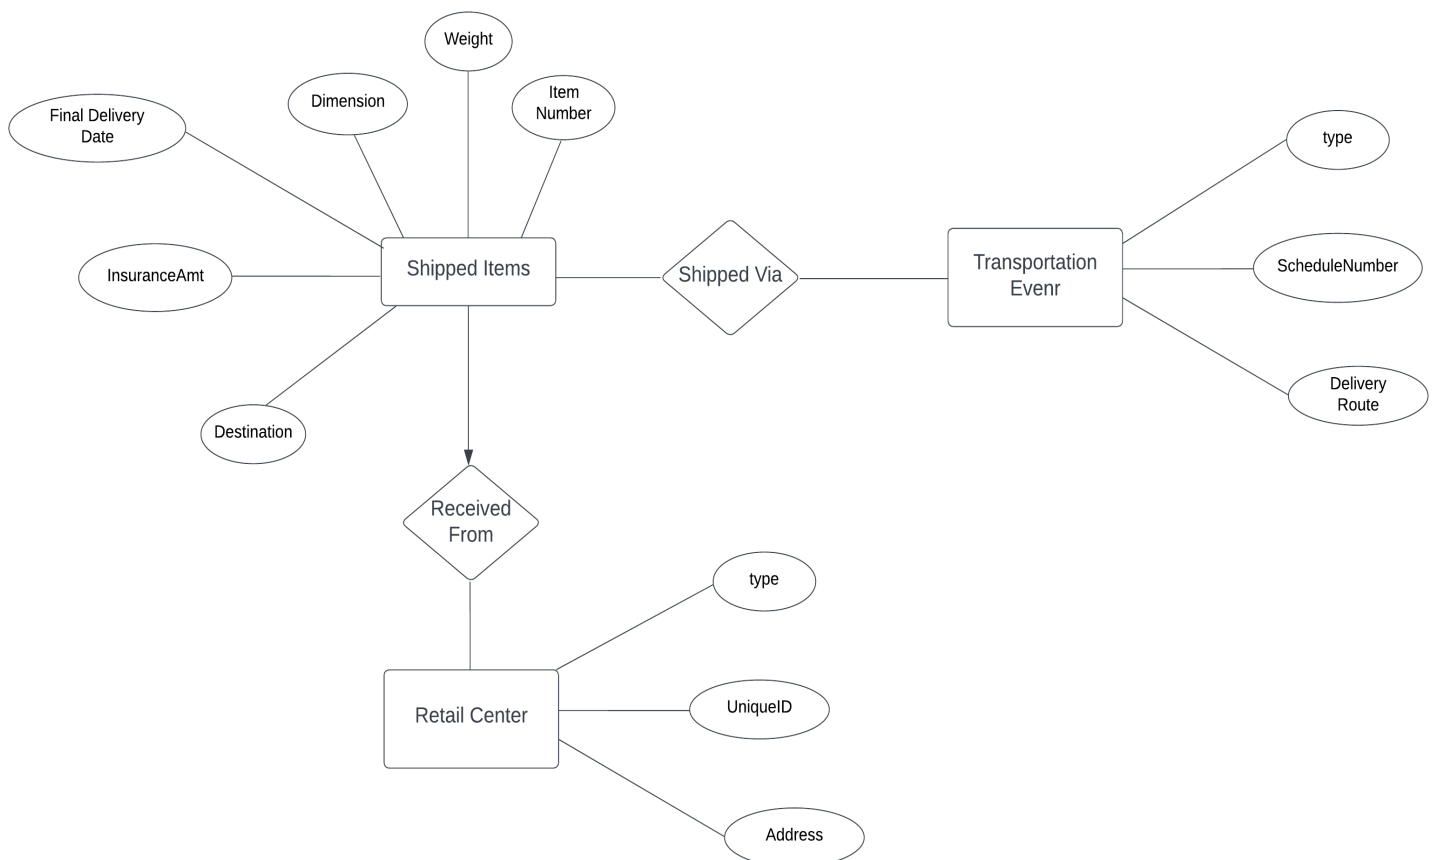 Weight
Dimension
Item
Number
Final Delivery
Date
type
InsuranceAmt
Shipped Items
Shipped Via
Transportation
Evenr
ScheduleNumber
Destination
Delivery
Route
Received
From
type
Retail Center
UniqueID
Address